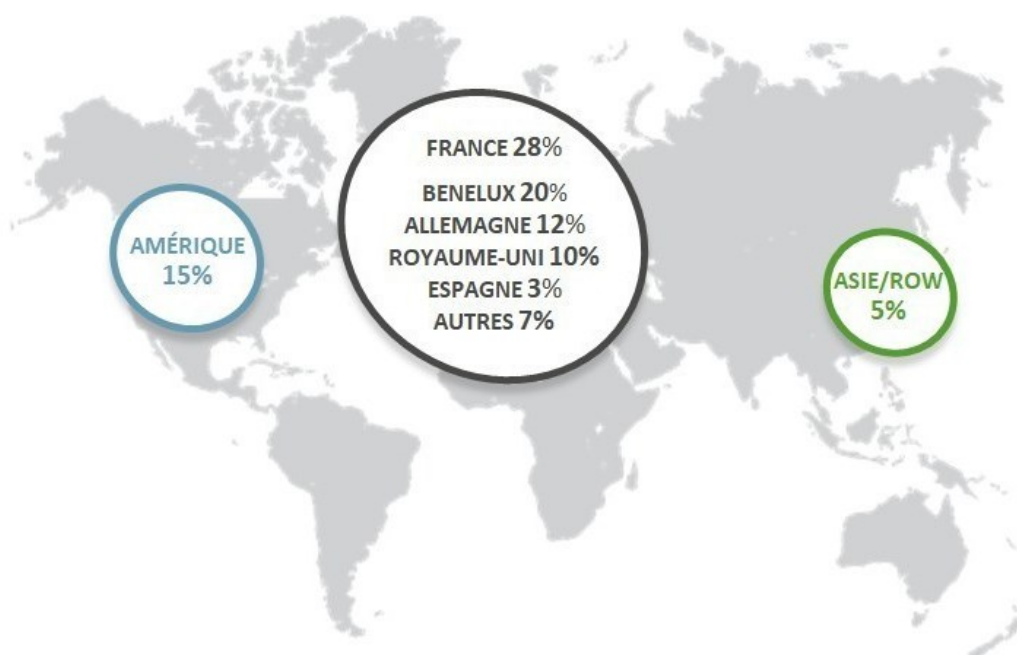 AMÉRIQUE
15%
FRANCE 28%
BENELUX 20%
ALLEMAGNE 12%
ROYAUME-UNI 10%
ESPAGNE 3%
AUTRES 7%
ASIE/ROW
5%